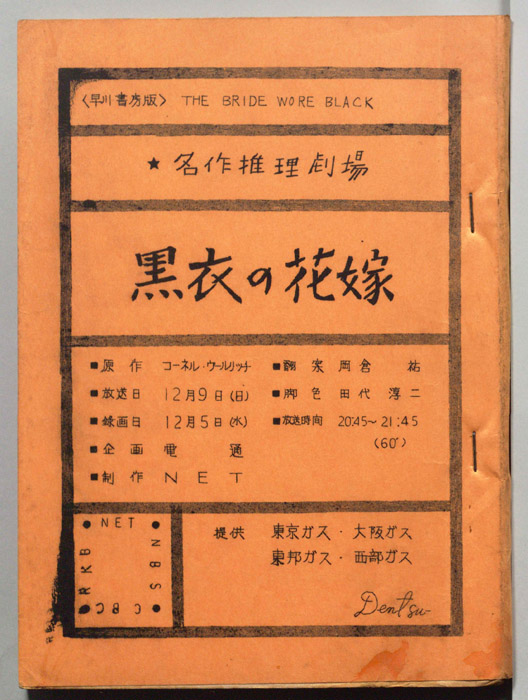 〈早川書房版〉 THE BRIDE WORE BLACK
★ 名作推理劇場
黒衣の花嫁
■ 原作 コーネル・ウールリッチ
■ 放送日 12月9日(日)
■ 録画日 12月5日(水)
■ 企画 電通
■ 制作 NET
■ 翻案 岡倉 祐
■ 脚色 田代 淳二
■ 放送時間 20:45〜21:45
(60')
● NET
● NBS
● CBC
● RKB
提供 東京ガス・大阪ガス
東邦ガス・西部ガス
Dentsu